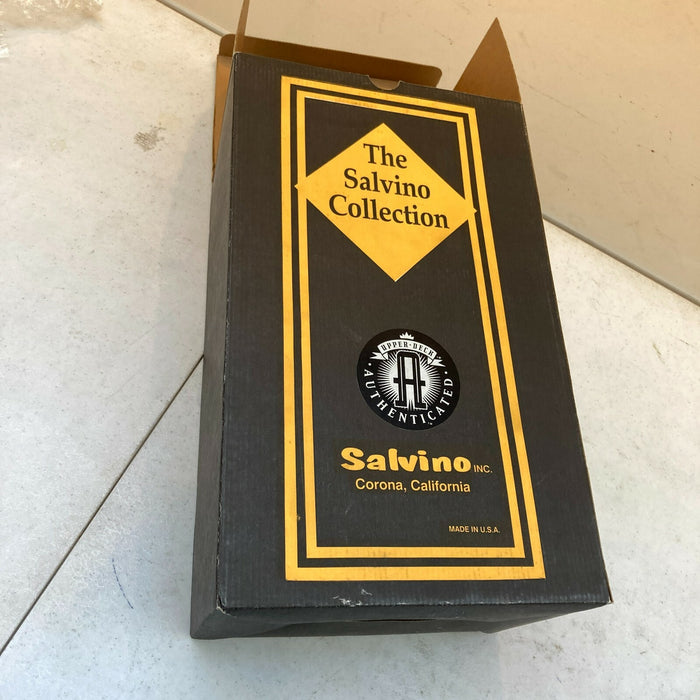 The
Salvino
Collection
UPPER·DECK
A
·AUTHENTICATED·
Salvino INC.
Corona, California
MADE IN U.S.A.